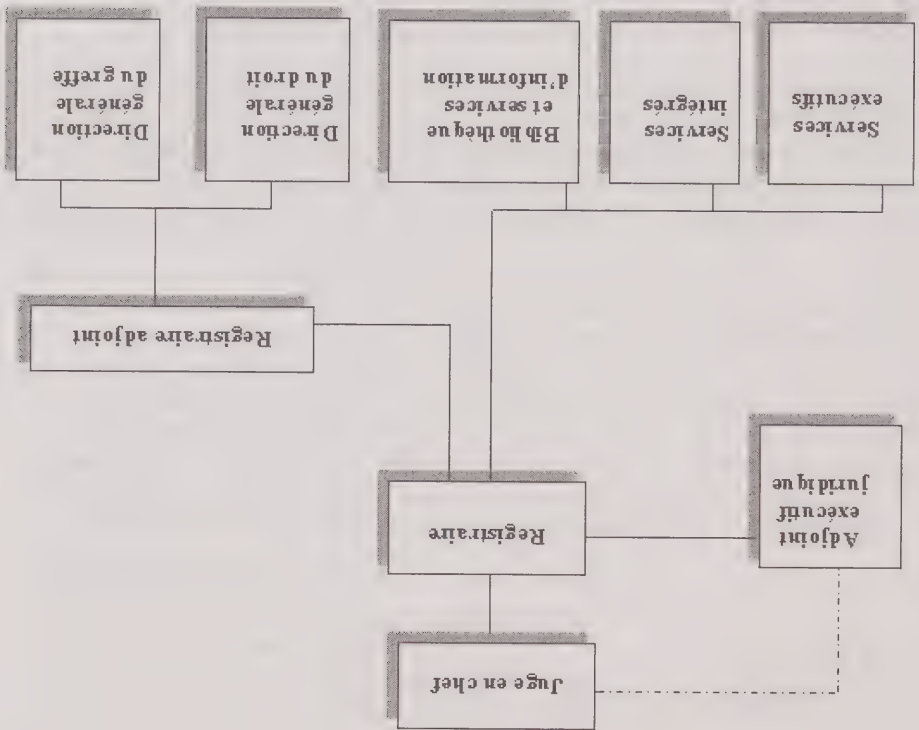 Juge en chef
Adjoint
exécutif
juridique
Registraire
Registraire adjoint
Services
exécutifs
Services
intégrés
Bibliothèque
et services
d'information
Direction
générale
du droit
Direction
générale
du greffe